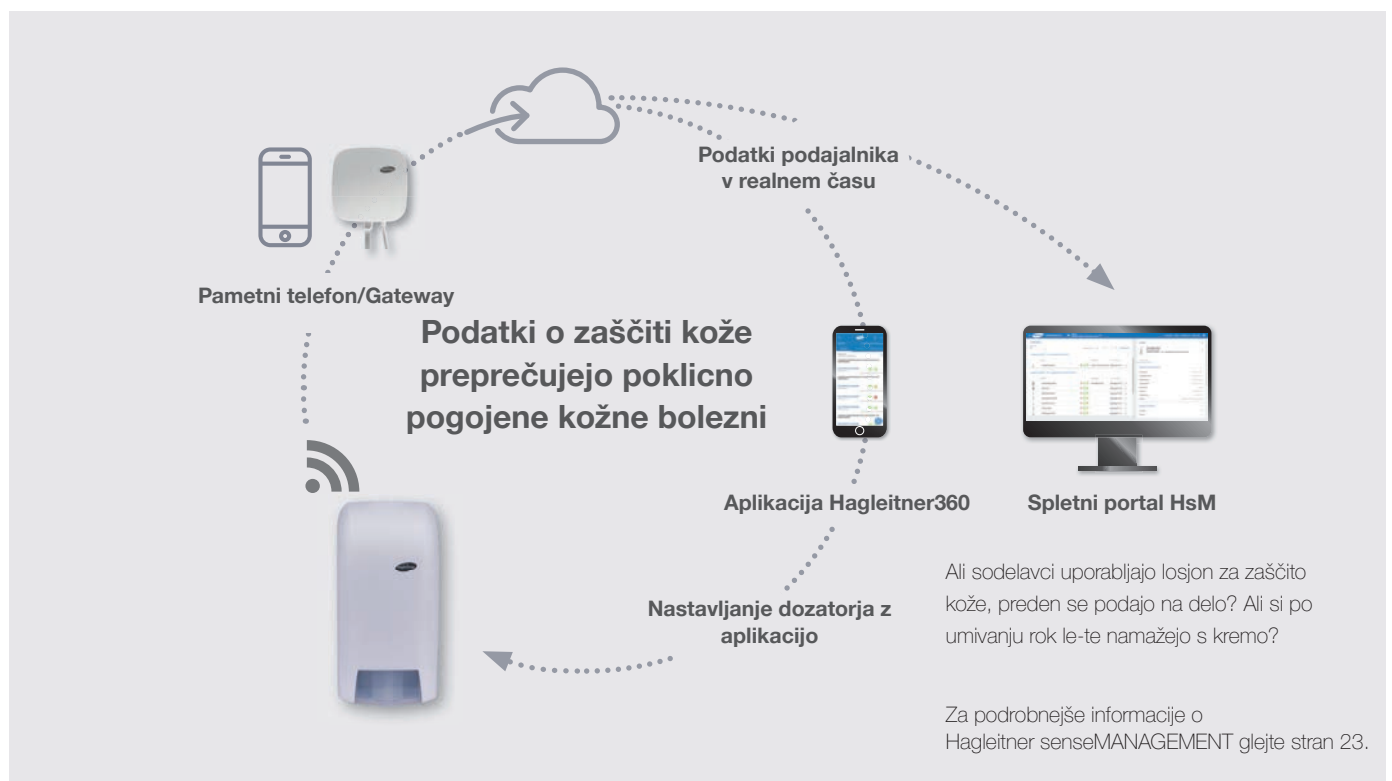 Podatki podajalnika
v realnem času
Pametni telefon/Gateway
Podatki o zaščiti kože
preprečujejo poklicno
pogojene kožne bolezni
Aplikacija Hagleitner360
Spletni portal HsM
Nastavljanje dozatorja z
aplikacijo
Ali sodelavci uporabljajo losjon za zaščito
kože, preden se podajo na delo? Ali si po
umivanju rok le-te namažejo s kremo?
Za podrobnejše informacije o
Hagleitner senseMANAGEMENT glejte stran 23.